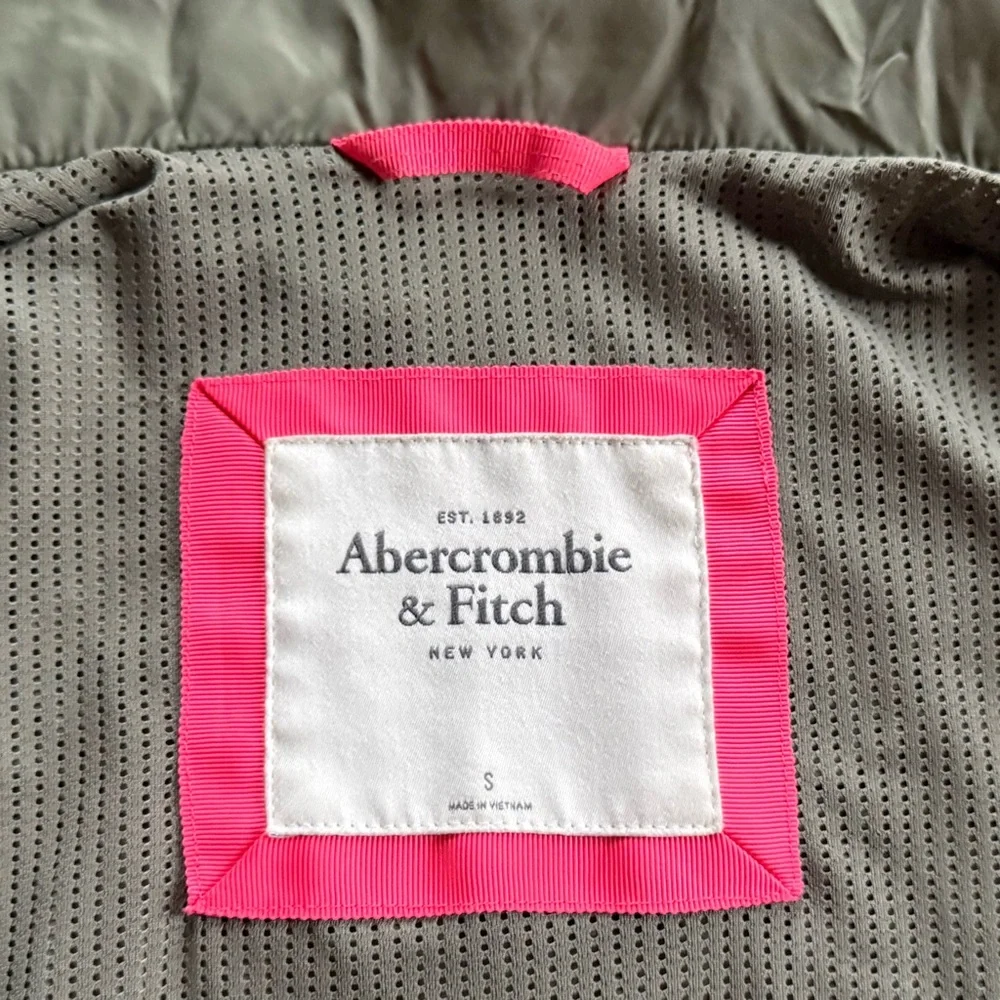 EST. 1892
Abercrombie
& Fitch
NEW YORK
S
MADE IN VIETNAM